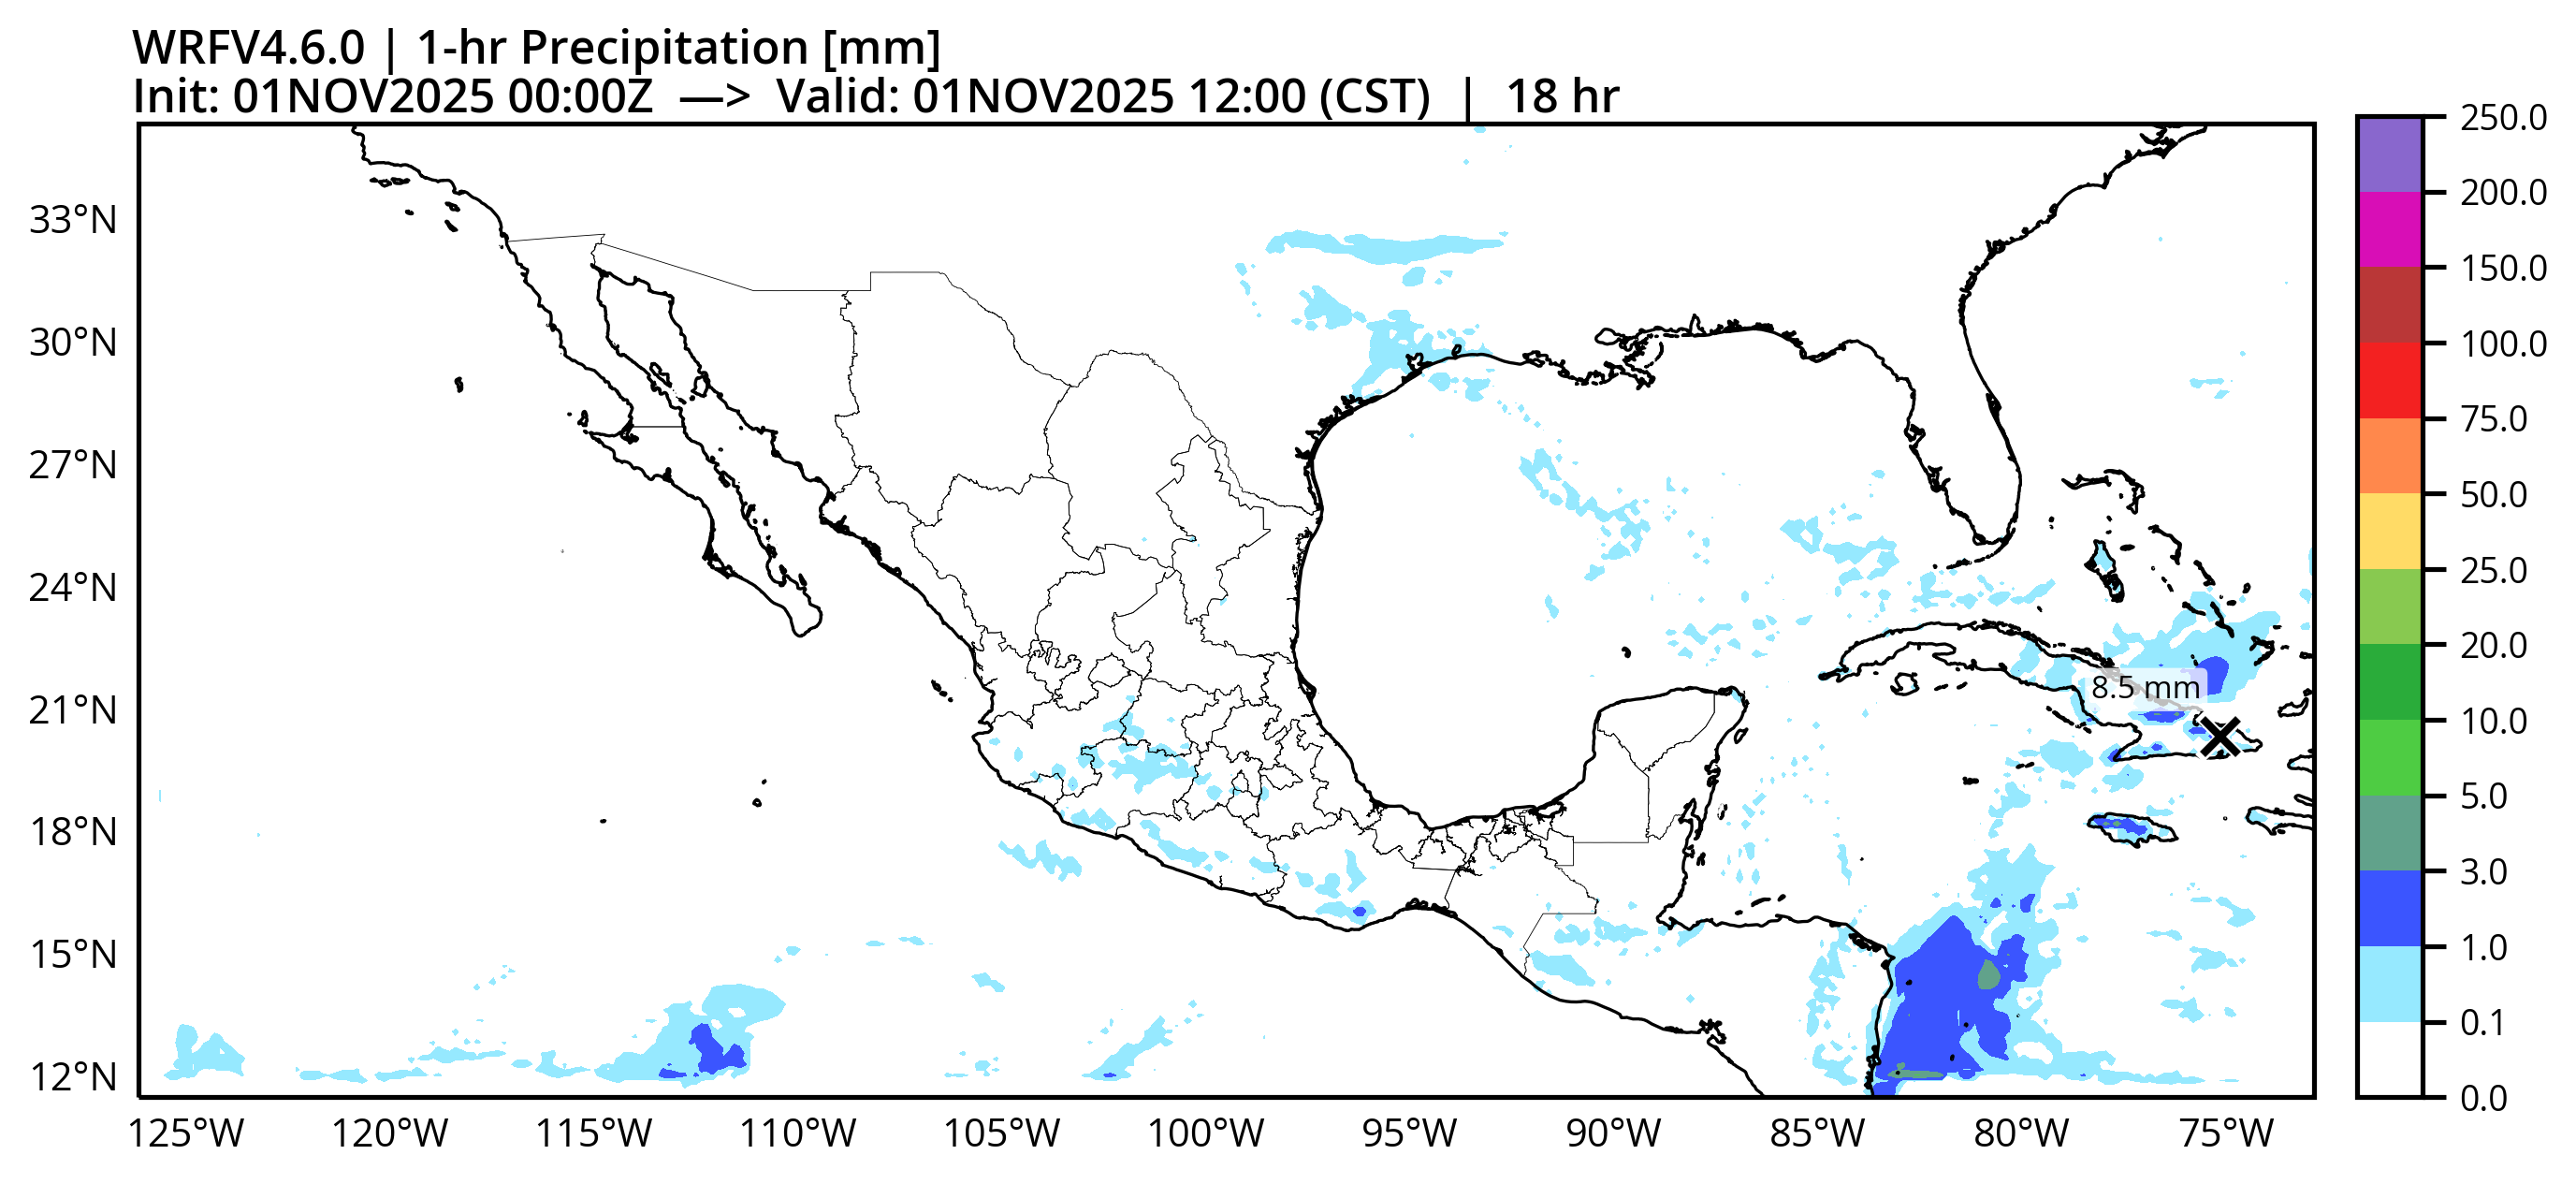 WRFV4.6.0 | 1-hr Precipitation [mm]
Init: 01NOV2025 00:00Z —> Valid: 01NOV2025 12:00 (CST) | 18 hr
250.0
200.0
150.0
100.0
75.0
50.0
25.0
20.0
10.0
5.0
3.0
1.0
0.1
0.0
33°N
30°N
27°N
24°N
21°N
18°N
15°N
12°N
8.5 mm
125°W 120°W 115°W 110°W 105°W 100°W 95°W 90°W 85°W 80°W 75°W